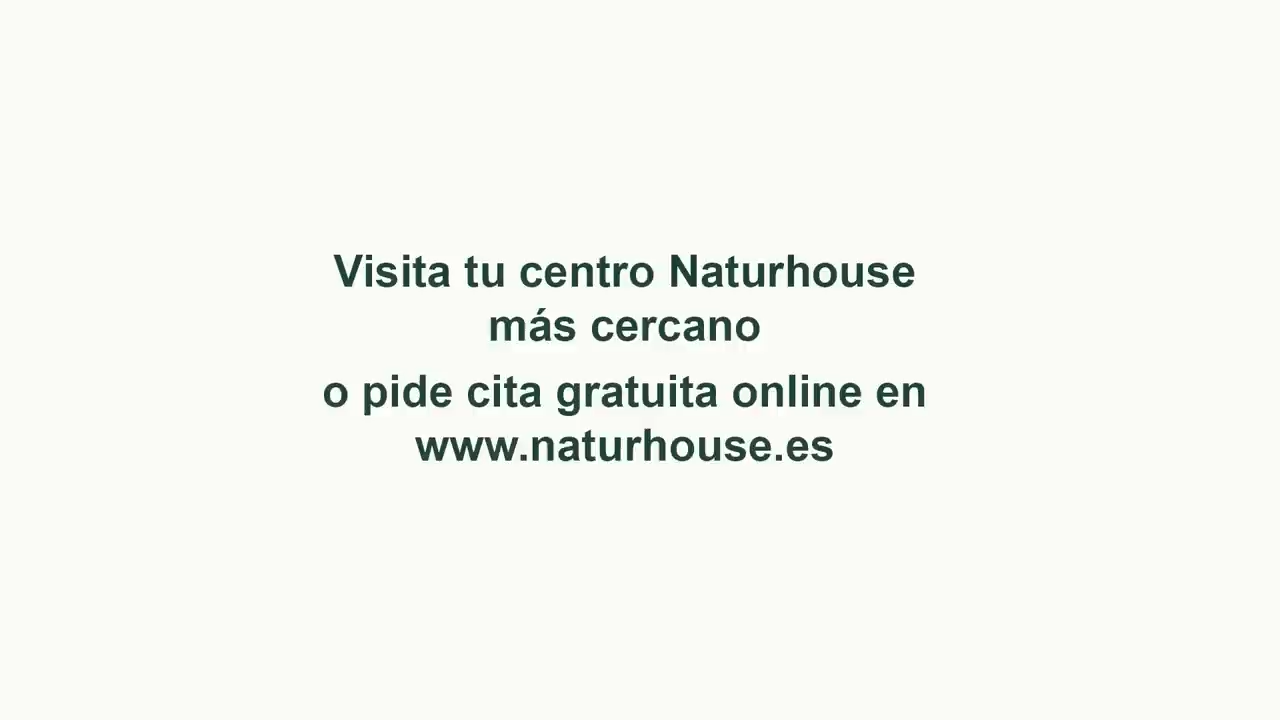 Visita tu centro Naturhouse
más cercano
o pide cita gratuita online en
www.naturhouse.es